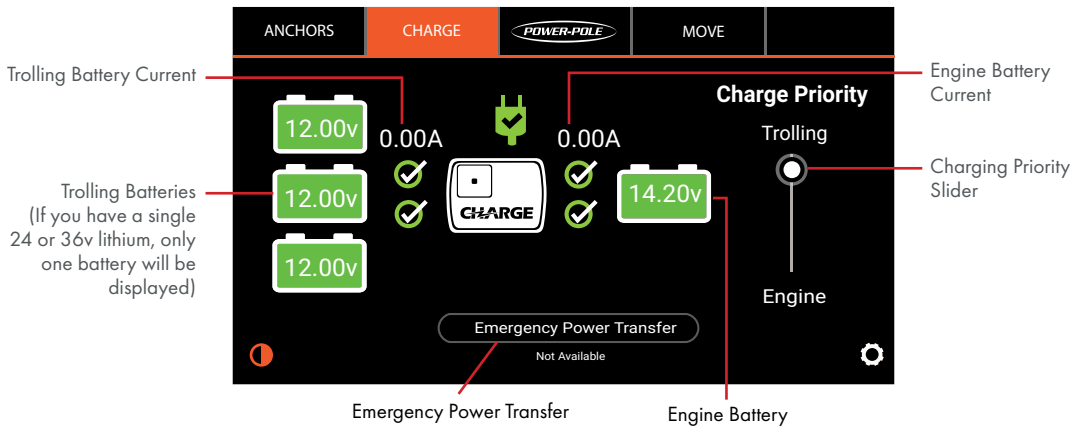 ANCHORS
CHARGE
POWER-POLE
MOVE
Trolling Battery Current
Engine Battery
Current
Charge Priority
12.00v
0.00A
0.00A
Trolling
Charging Priority
Slider
Trolling Batteries
(If you have a single
24 or 36v lithium, only
one battery will be
displayed)
12.00v
CHARGE
14.20v
12.00v
Engine
Emergency Power Transfer
Not Available
Emergency Power Transfer
Engine Battery